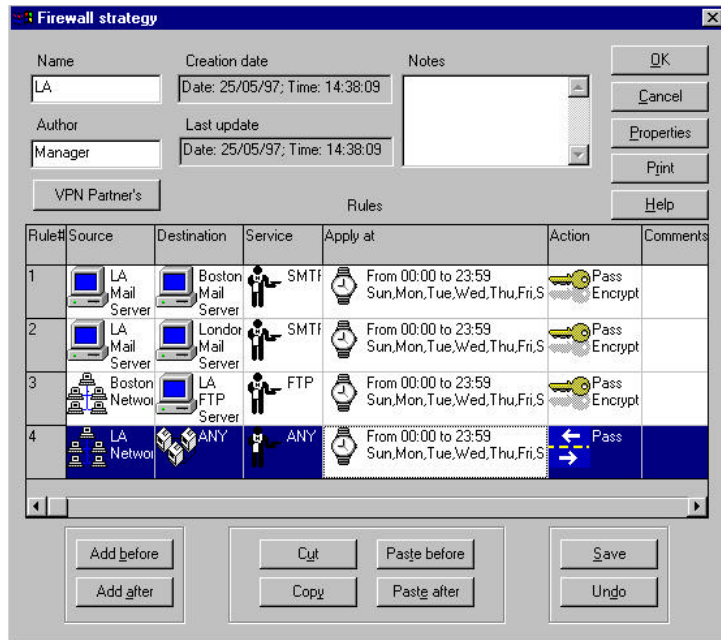 Firewall strategy
Name
Creation date
Notes
OK
LA
Date: 25/05/97; Time: 14:38:09
Cancel
Author
Last update
Properties
Manager
Date: 25/05/97; Time: 14:38:09
Print
VPN Partner's
Rules
Help
Rule# Source Destination Service Apply at Action Comments
1
LA
Mail
Server
Boston
Mail
Server
SMTF
From 00:00 to 23:59
Sun,Mon,Tue,Wed,Thu,Fri,S
Pass
Encrypt
2
LA
Mail
Server
Londor
Mail
Server
SMTF
From 00:00 to 23:59
Sun,Mon,Tue,Wed,Thu,Fri,S
Pass
Encrypt
3
Boston
Networ
LA
FTP
Server
FTP
From 00:00 to 23:59
Sun,Mon,Tue,Wed,Thu,Fri,S
Pass
Encrypt
4
LA
Networ
ANY
ANY
From 00:00 to 23:59
Sun,Mon,Tue,Wed,Thu,Fri,S
Pass
Add before
Cut
Paste before
Save
Add after
Copy
Paste after
Undo